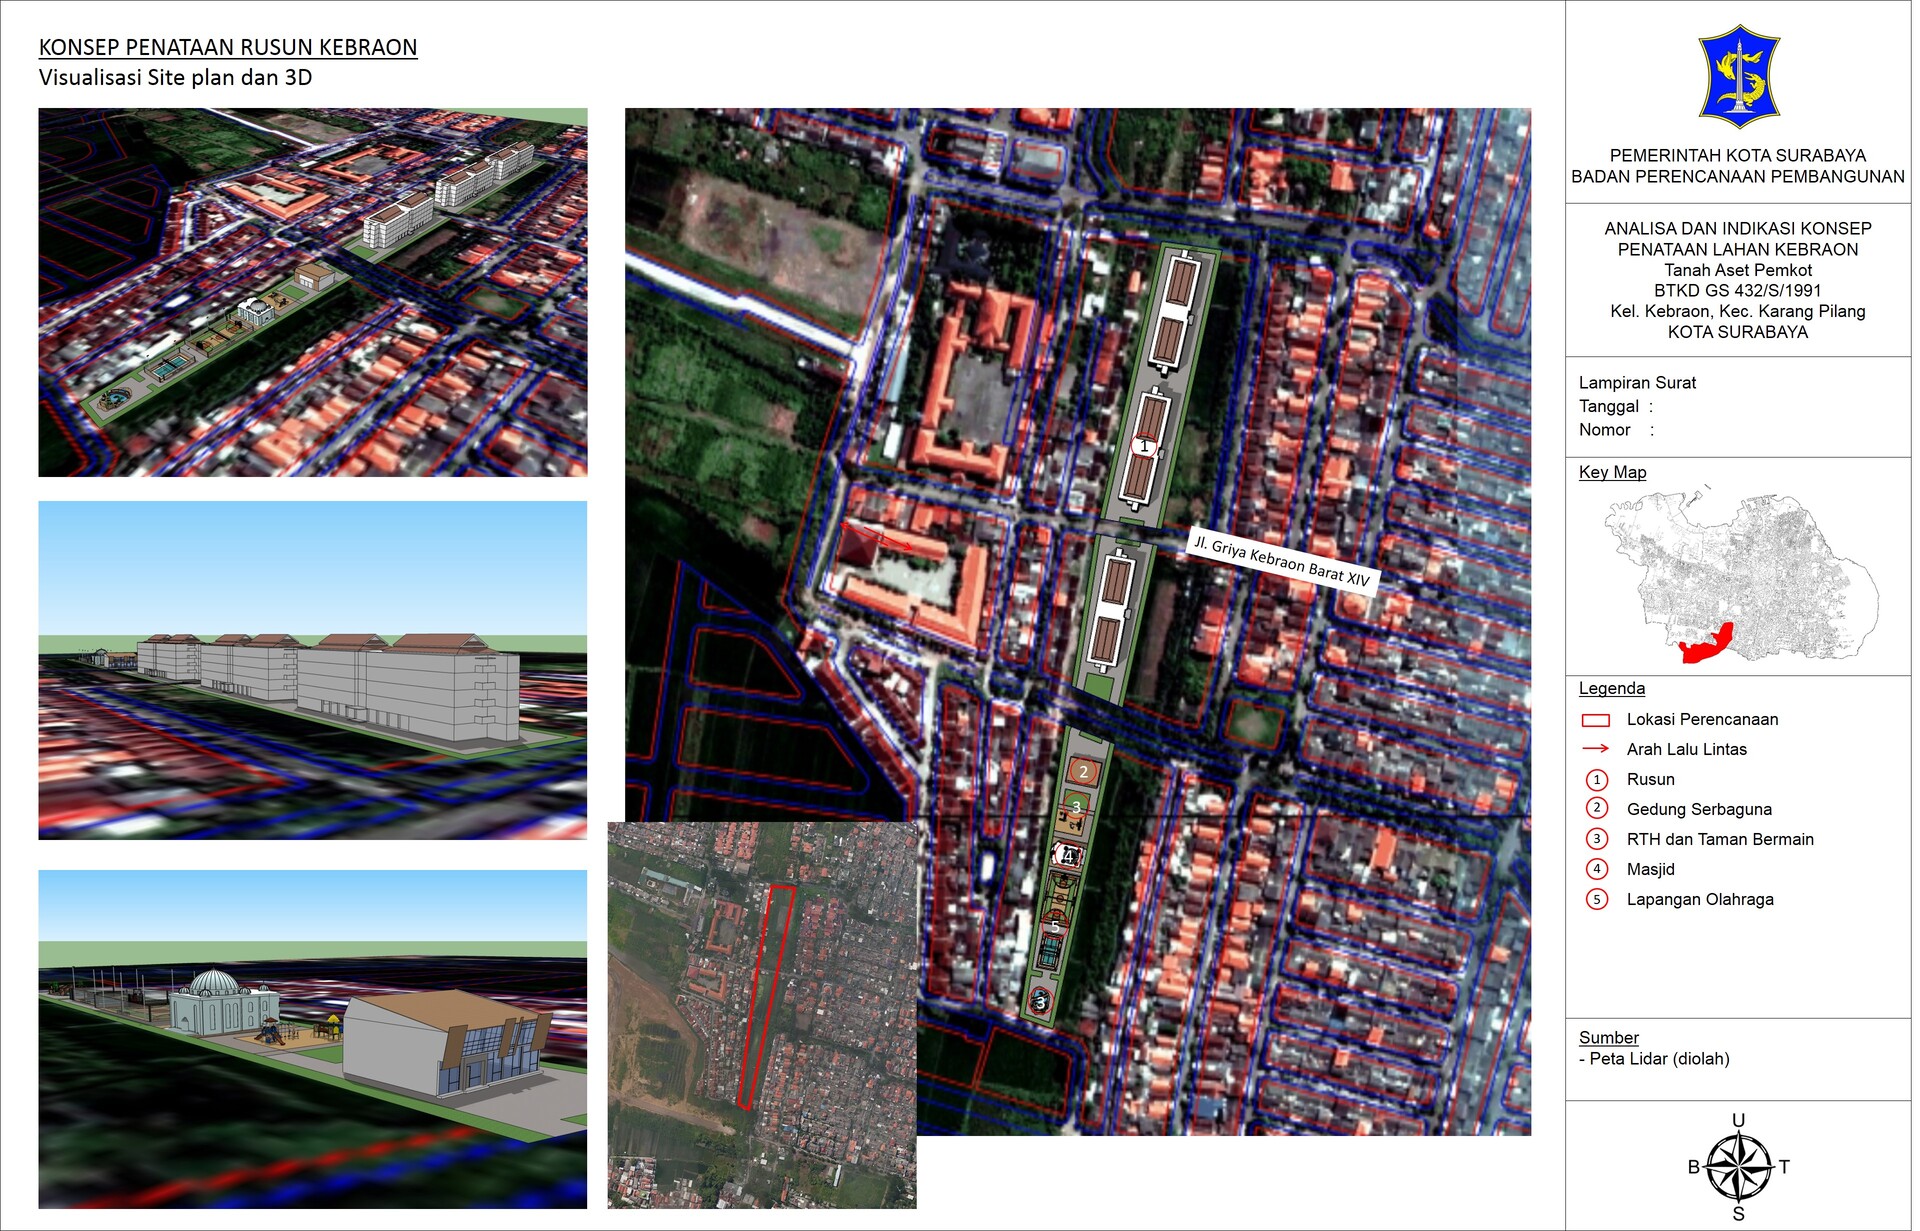 KONSEP PENATAAN RUSUN KEBRAON
Visualisasi Site plan dan 3D
1
Jl. Griya Kebraon Barat XIV
2
3
4
5
3
PEMERINTAH KOTA SURABAYA
BADAN PERENCANAAN PEMBANGUNAN
ANALISA DAN INDIKASI KONSEP
PENATAAN LAHAN KEBRAON
Tanah Aset Pemkot
BTKD GS 432/S/1991
Kel. Kebraon, Kec. Karang Pilang
KOTA SURABAYA
Lampiran Surat
Tanggal :
Nomor :
Key Map
Legenda
Lokasi Perencanaan
Arah Lalu Lintas
1 Rusun
2 Gedung Serbaguna
3 RTH dan Taman Bermain
4 Masjid
5 Lapangan Olahraga
Sumber
- Peta Lidar (diolah)
U
B T
S